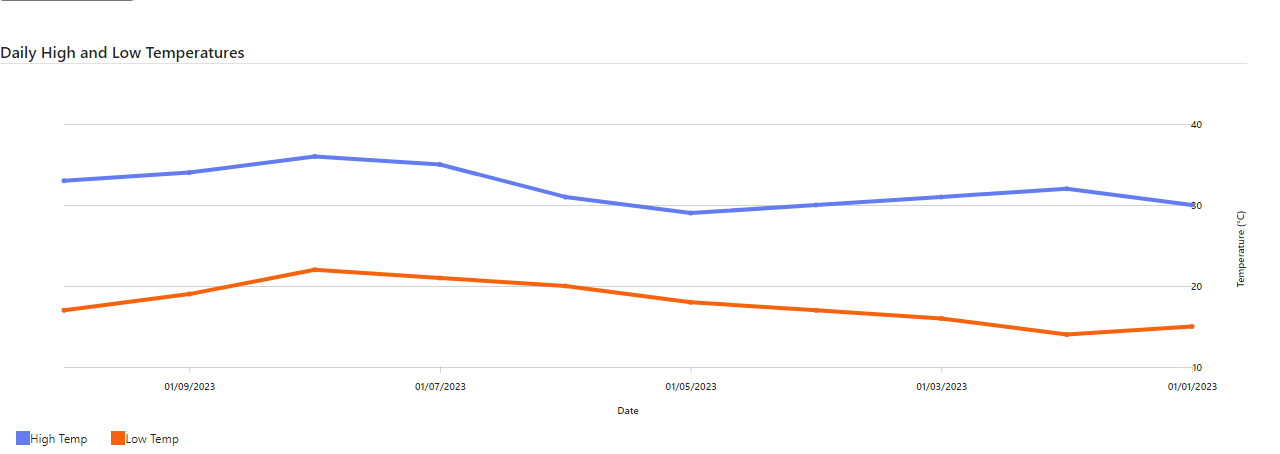 Daily High and Low Temperatures
40
30
20
10
Temperature (°C)
01/09/2023 01/07/2023 01/05/2023 01/03/2023 01/01/2023
Date
High Temp Low Temp